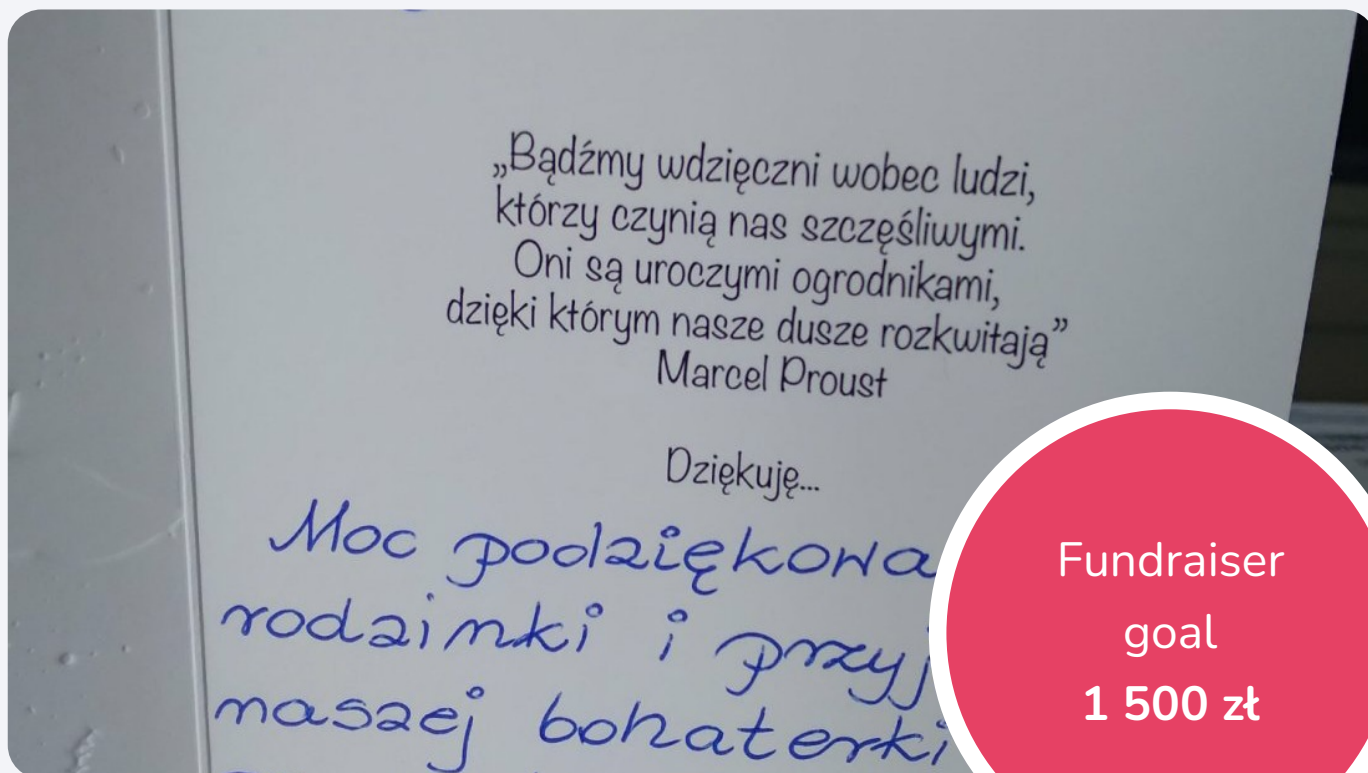 „Bądźmy wdzięczni wobec ludzi,
którzy czynią nas szczęśliwymi.
Oni są uroczymi ogrodnikami,
dzięki którym nasze dusze rozkwitają”
Marcel Proust
Dziękuję...
Moc
rodzinki i
naszej bohaterki
Fundraiser
goal
1 500 zł